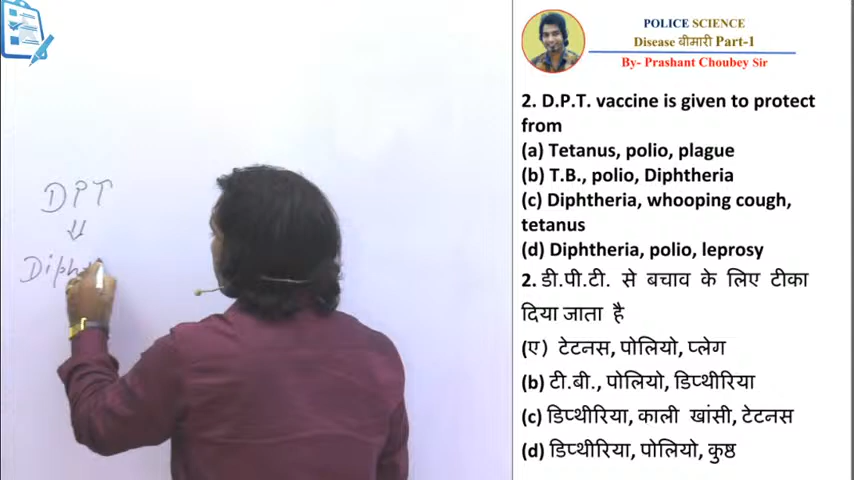 DPT
POLICE SCIENCE
Disease बीमारी Part-1
By- Prashant Choubey Sir
2. D.P.T. vaccine is given to protect
from
(a) Tetanus, polio, plague
(b) T.B., polio, Diphtheria
(c) Diphtheria, whooping cough,
tetanus
(d) Diphtheria, polio, leprosy
2. डी.पी.टी. से बचाव के लिए टीका
दिया जाता है
(ए) टेटनस, पोलियो, प्लेग
(b) टी.बी., पोलियो, डिप्थीरिया
(c) डिप्थीरिया, काली खांसी, टेटनस
(d) डिप्थीरिया, पोलियो, कुष्ठ